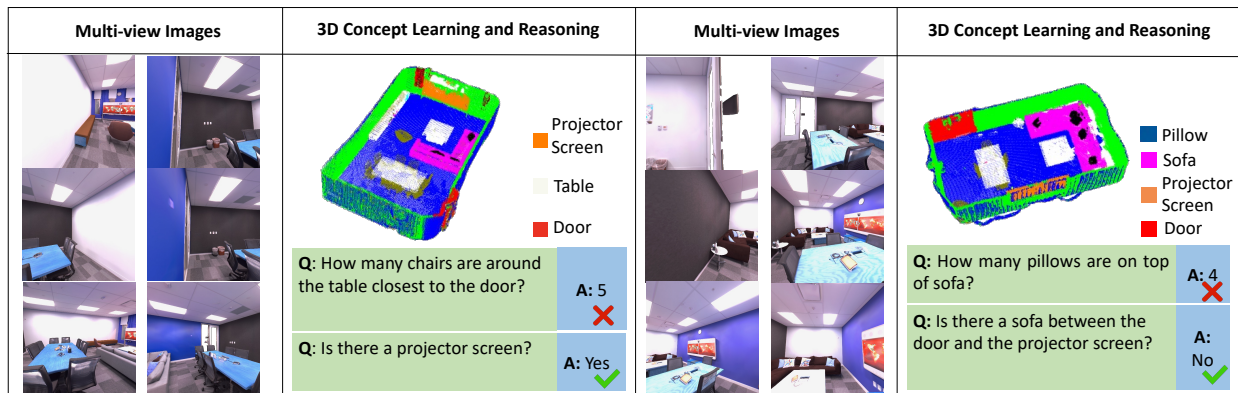 Multi-view Images
3D Concept Learning and Reasoning
Projector
Screen
Table
Door
Q: How many chairs are around
the table closest to the door?
A: 5
Q: Is there a projector screen?
A: Yes
Multi-view Images
3D Concept Learning and Reasoning
Pillow
Sofa
Projector
Screen
Door
Q: How many pillows are on top
of sofa?
A: 4
Q: Is there a sofa between the
door and the projector screen?
A:
No